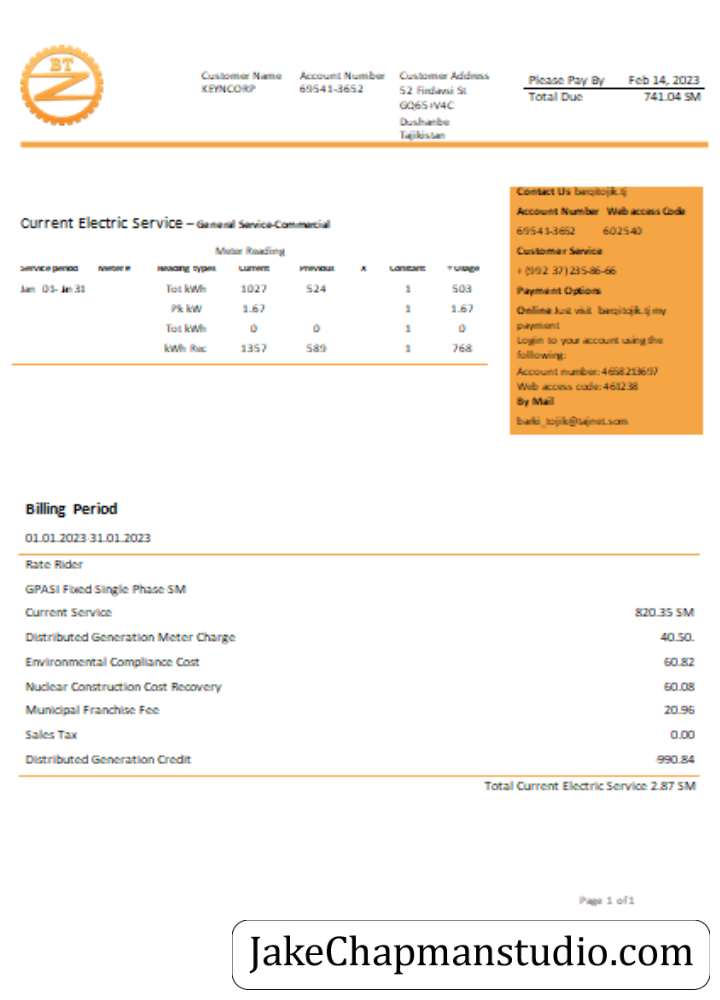 BT
Customer Name Account Number Customer Address
KEYNCORP 69541-3652 52 Firdavsi St
GQ65+V4C
Dushanbe
Tajikistan
Please Pay By Feb 14, 2023
Total Due 741.04 SM
Current Electric Service – General Service-Commercial
Meter Reading
Service period Meter # Reading types Current Previous X Constant = Usage
Jan 01- Jn 31 Tot kWh 1027 524 1 503
Pk kW 1.67 1 1.67
Tot kWh 0 0 1 0
kWh Rec 1357 589 1 768
Contact Us barqitojik.tj
Account Number Web access Code
69541-3652 602540
Customer Service
+ (992 37) 235-86-66
Payment Options
Online Just visit barqitojik.tj my
payment
Login to your account using the
following:
Account number: 4658213697
Web access code: 461238
By Mail
barki_tojik@tajnet.som
Billing Period
01.01.2023-31.01.2023
Rate Rider
GPASI Fixed Single Phase SM
Current Service 820.35 SM
Distributed Generation Meter Charge 40.50.
Environmental Compliance Cost 60.82
Nuclear Construction Cost Recovery 60.08
Municipal Franchise Fee 20.96
Sales Tax 0.00
Distributed Generation Credit -990.84
Total Current Electric Service 2.87 SM
Page 1 of 1
JakeChapmanstudio.com